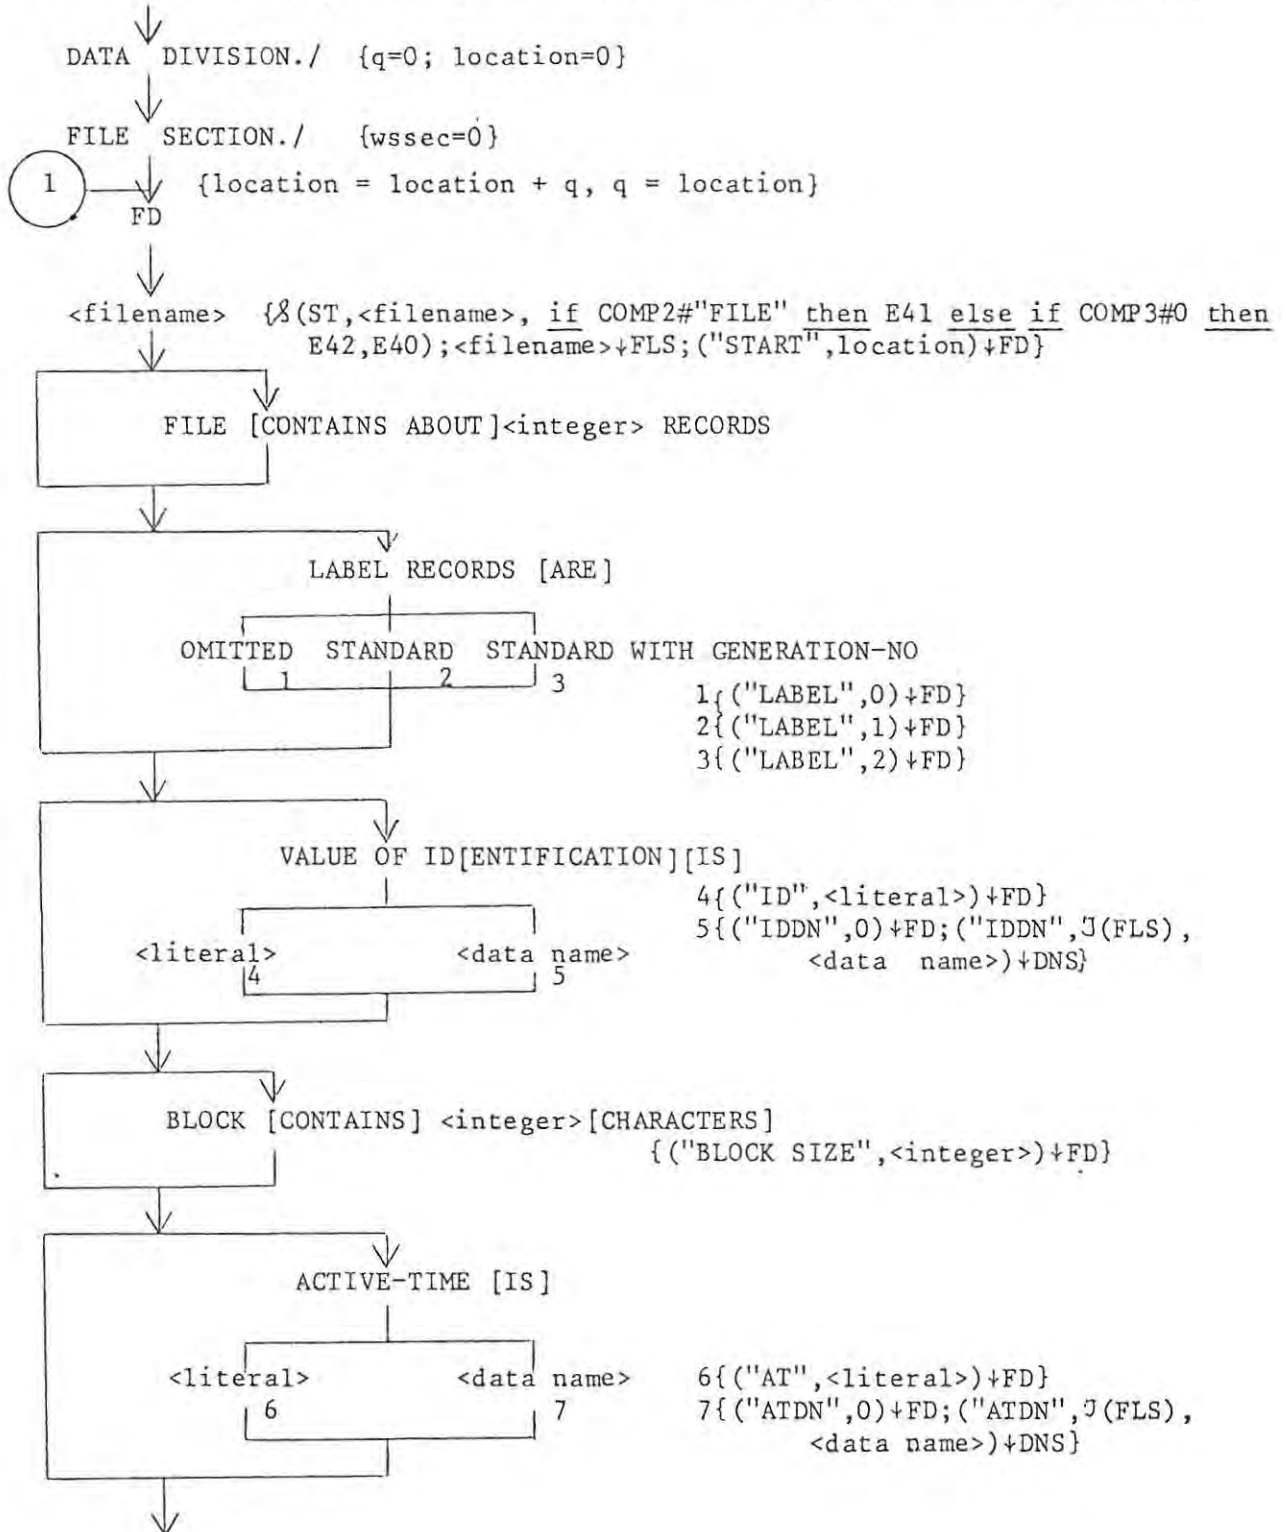 DATA DIVISION./ {q=0; location=0}
FILE SECTION./ {wssec=0}
1 {location = location + q, q = location}
FD
<filename> {𝒮(ST,<filename>, if COMP2#"FILE" then E41 else if COMP3#0 then
E42,E40);<filename>↓FLS;("START",location)↓FD}
FILE [CONTAINS ABOUT]<integer> RECORDS
LABEL RECORDS [ARE]
OMITTED STANDARD STANDARD WITH GENERATION-NO
1 2 3
1{("LABEL",0)↓FD}
2{("LABEL",1)↓FD}
3{("LABEL",2)↓FD}
VALUE OF ID[ENTIFICATION][IS]
4{("ID",<literal>)↓FD}
5{("IDDN",0)↓FD;("IDDN",ℐ(FLS),
<literal> <data name> <data name>)↓DNS}
4 5
BLOCK [CONTAINS] <integer>[CHARACTERS]
{("BLOCK SIZE",<integer>)↓FD}
ACTIVE-TIME [IS]
<literal> <data name> 6{("AT",<literal>)↓FD}
6 7 7{("ATDN",0)↓FD;("ATDN",ℐ(FLS),
<data name>)↓DNS}